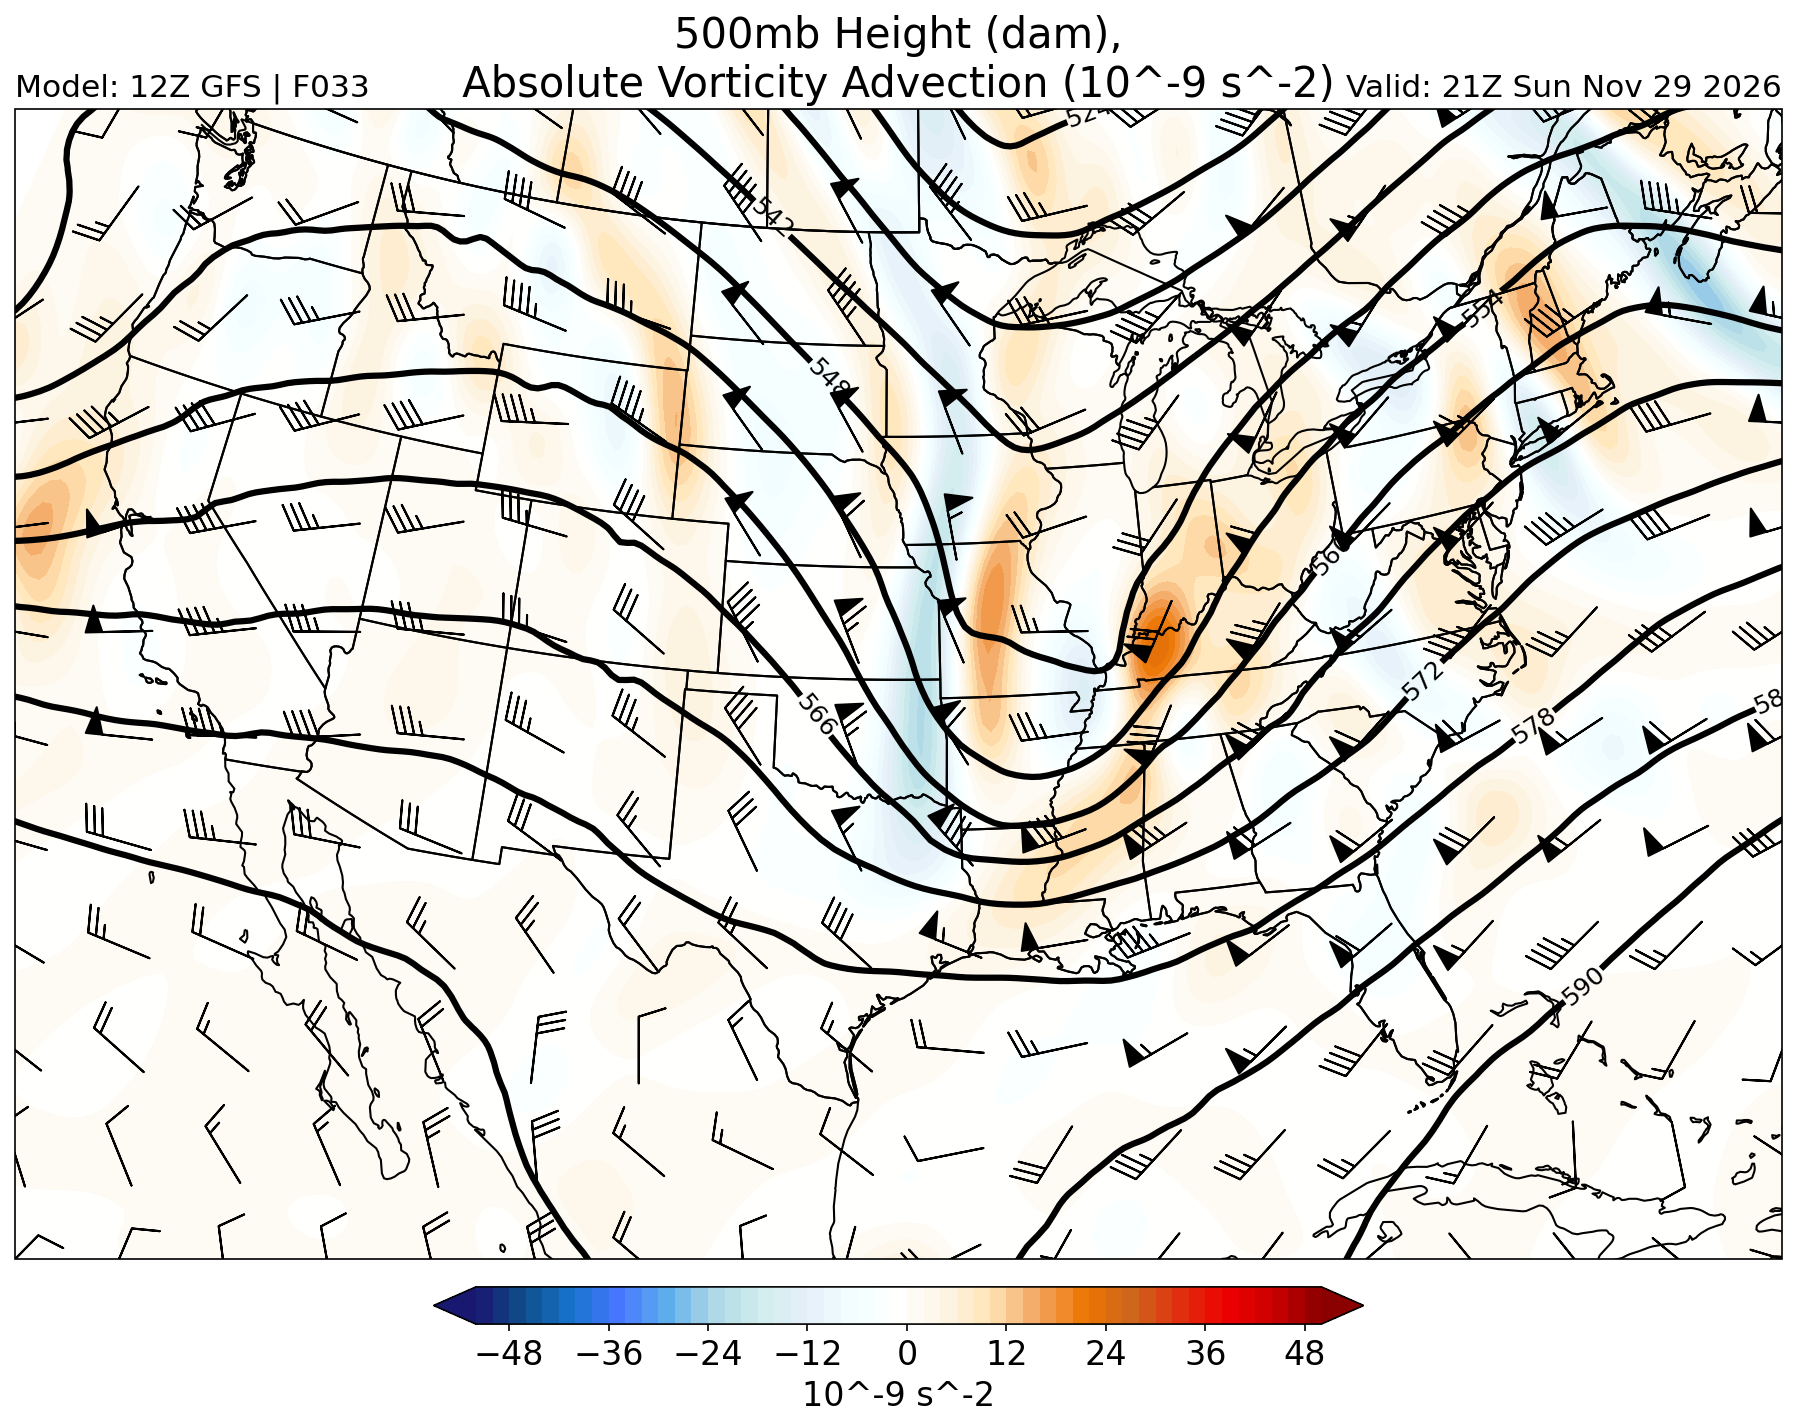 500mb Height (dam),
Model: 12Z GFS | F033
Absolute Vorticity Advection (10^-9 s^-2)
Valid: 21Z Sun Nov 29 2026
542
554
548
572
566
578
590
−48 −36 −24 −12 0 12 24 36 48
10^-9 s^-2